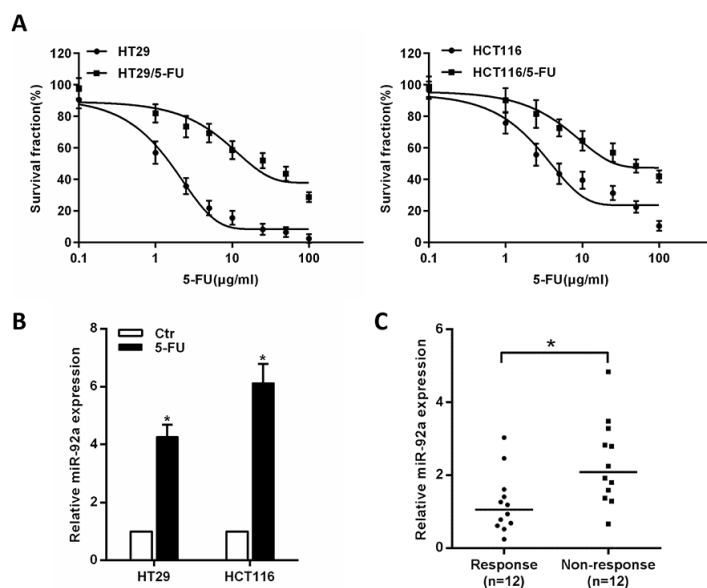 A
HT29
HT29/5-FU
Survival fraction(%)
120
100
80
60
40
20
0
0.1
1
10
100
5-FU(μg/ml)
HCT116
HCT116/5-FU
Survival fraction(%)
120
100
80
60
40
20
0
0.1
1
10
100
5-FU(μg/ml)
B
Ctr
5-FU
Relative miR-92a expression
8
6
4
2
0
*
*
HT29
HCT116
C
Relative miR-92a expression
6
4
2
0
*
Response
(n=12)
Non-response
(n=12)